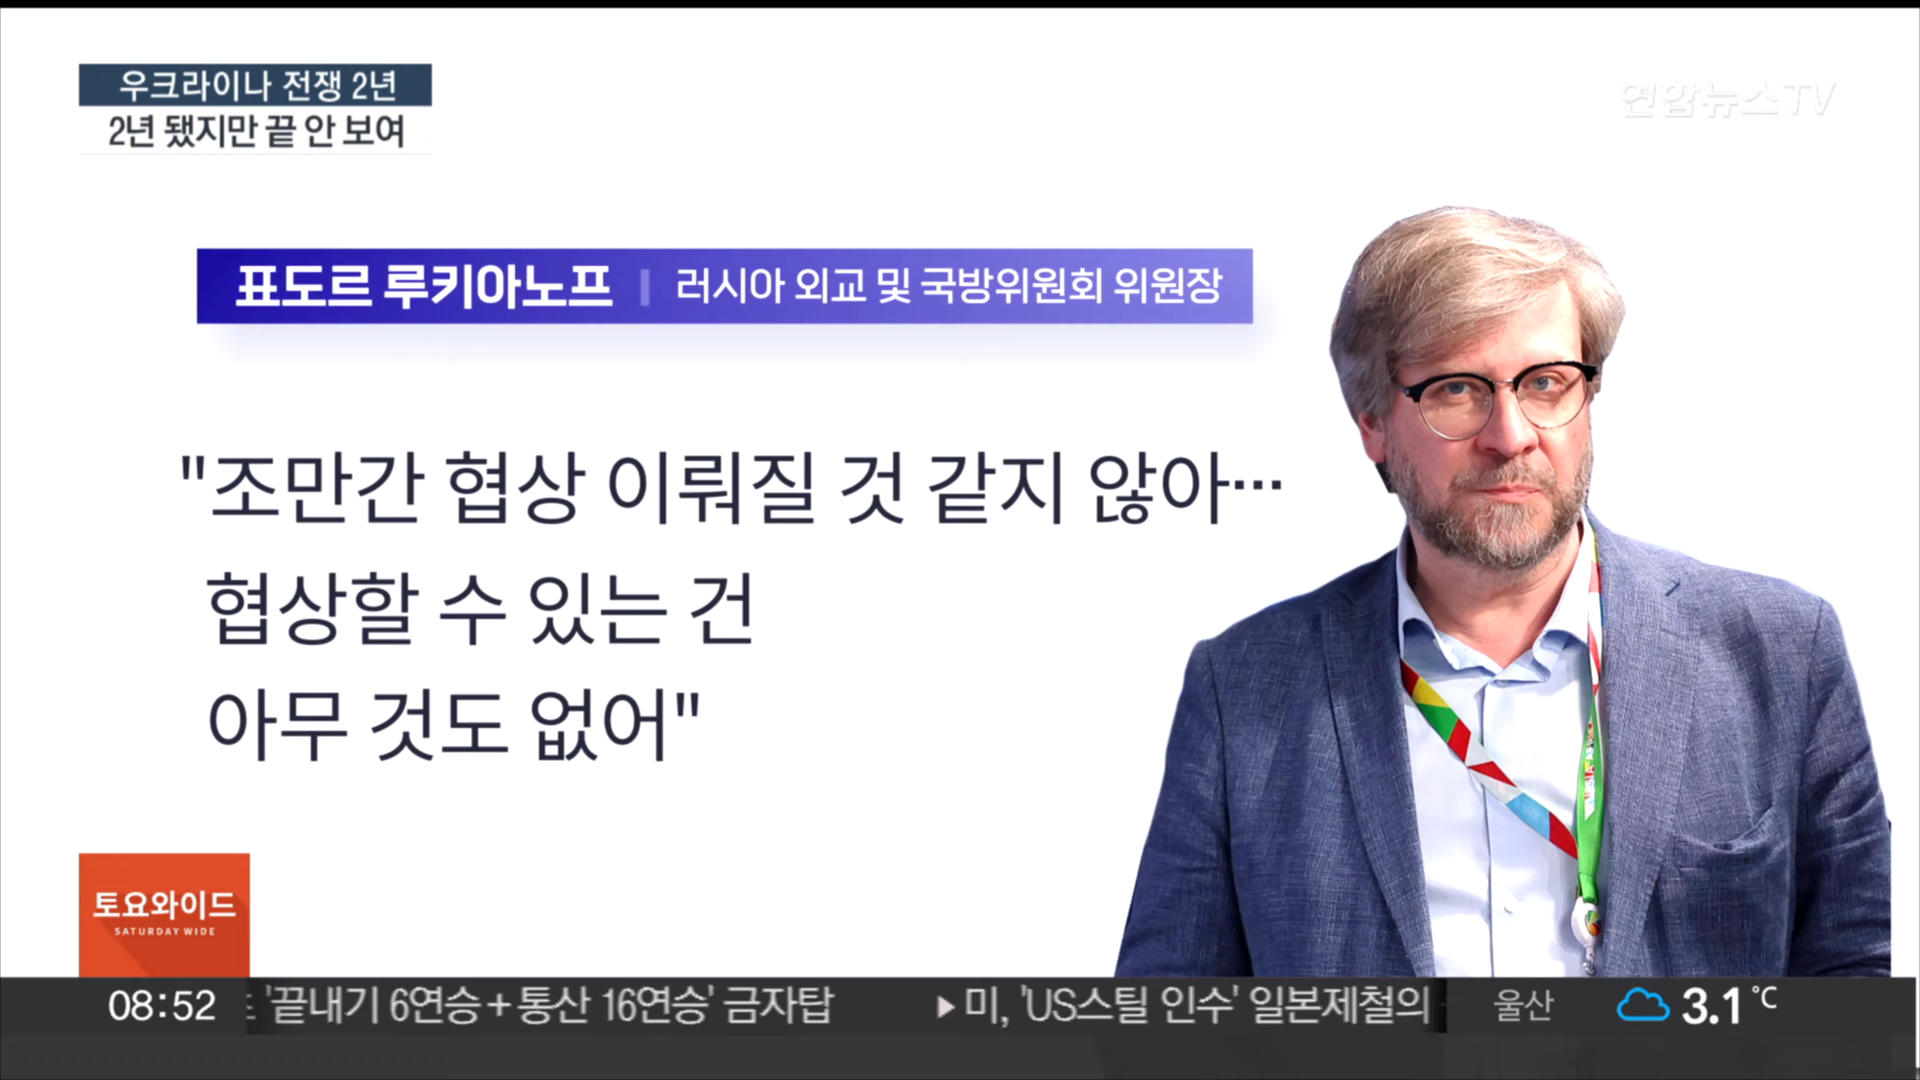 우크라이나 전쟁 2년
2년 됐지만 끝 안 보여
연합뉴스TV
표도르 루키아노프 | 러시아 외교 및 국방위원회 위원장
"조만간 협상 이뤄질 것 같지 않아…
협상할 수 있는 건
아무 것도 없어"
토요와이드
SATURDAY WIDE
08:52 '끝내기 6연승+통산 16연승' 금자탑 ▶미, 'US스틸 인수' 일본제철의 울산 3.1℃